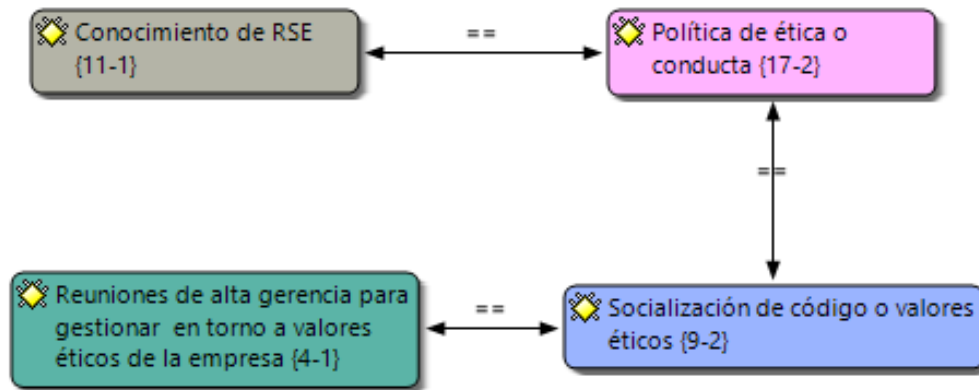 Conocimiento de RSE
{11-1}
==
Política de ética o
conducta {17-2}
==
Reuniones de alta gerencia para
gestionar  en torno a valores
éticos de la empresa {4-1}
==
Socialización de código o valores
éticos {9-2}